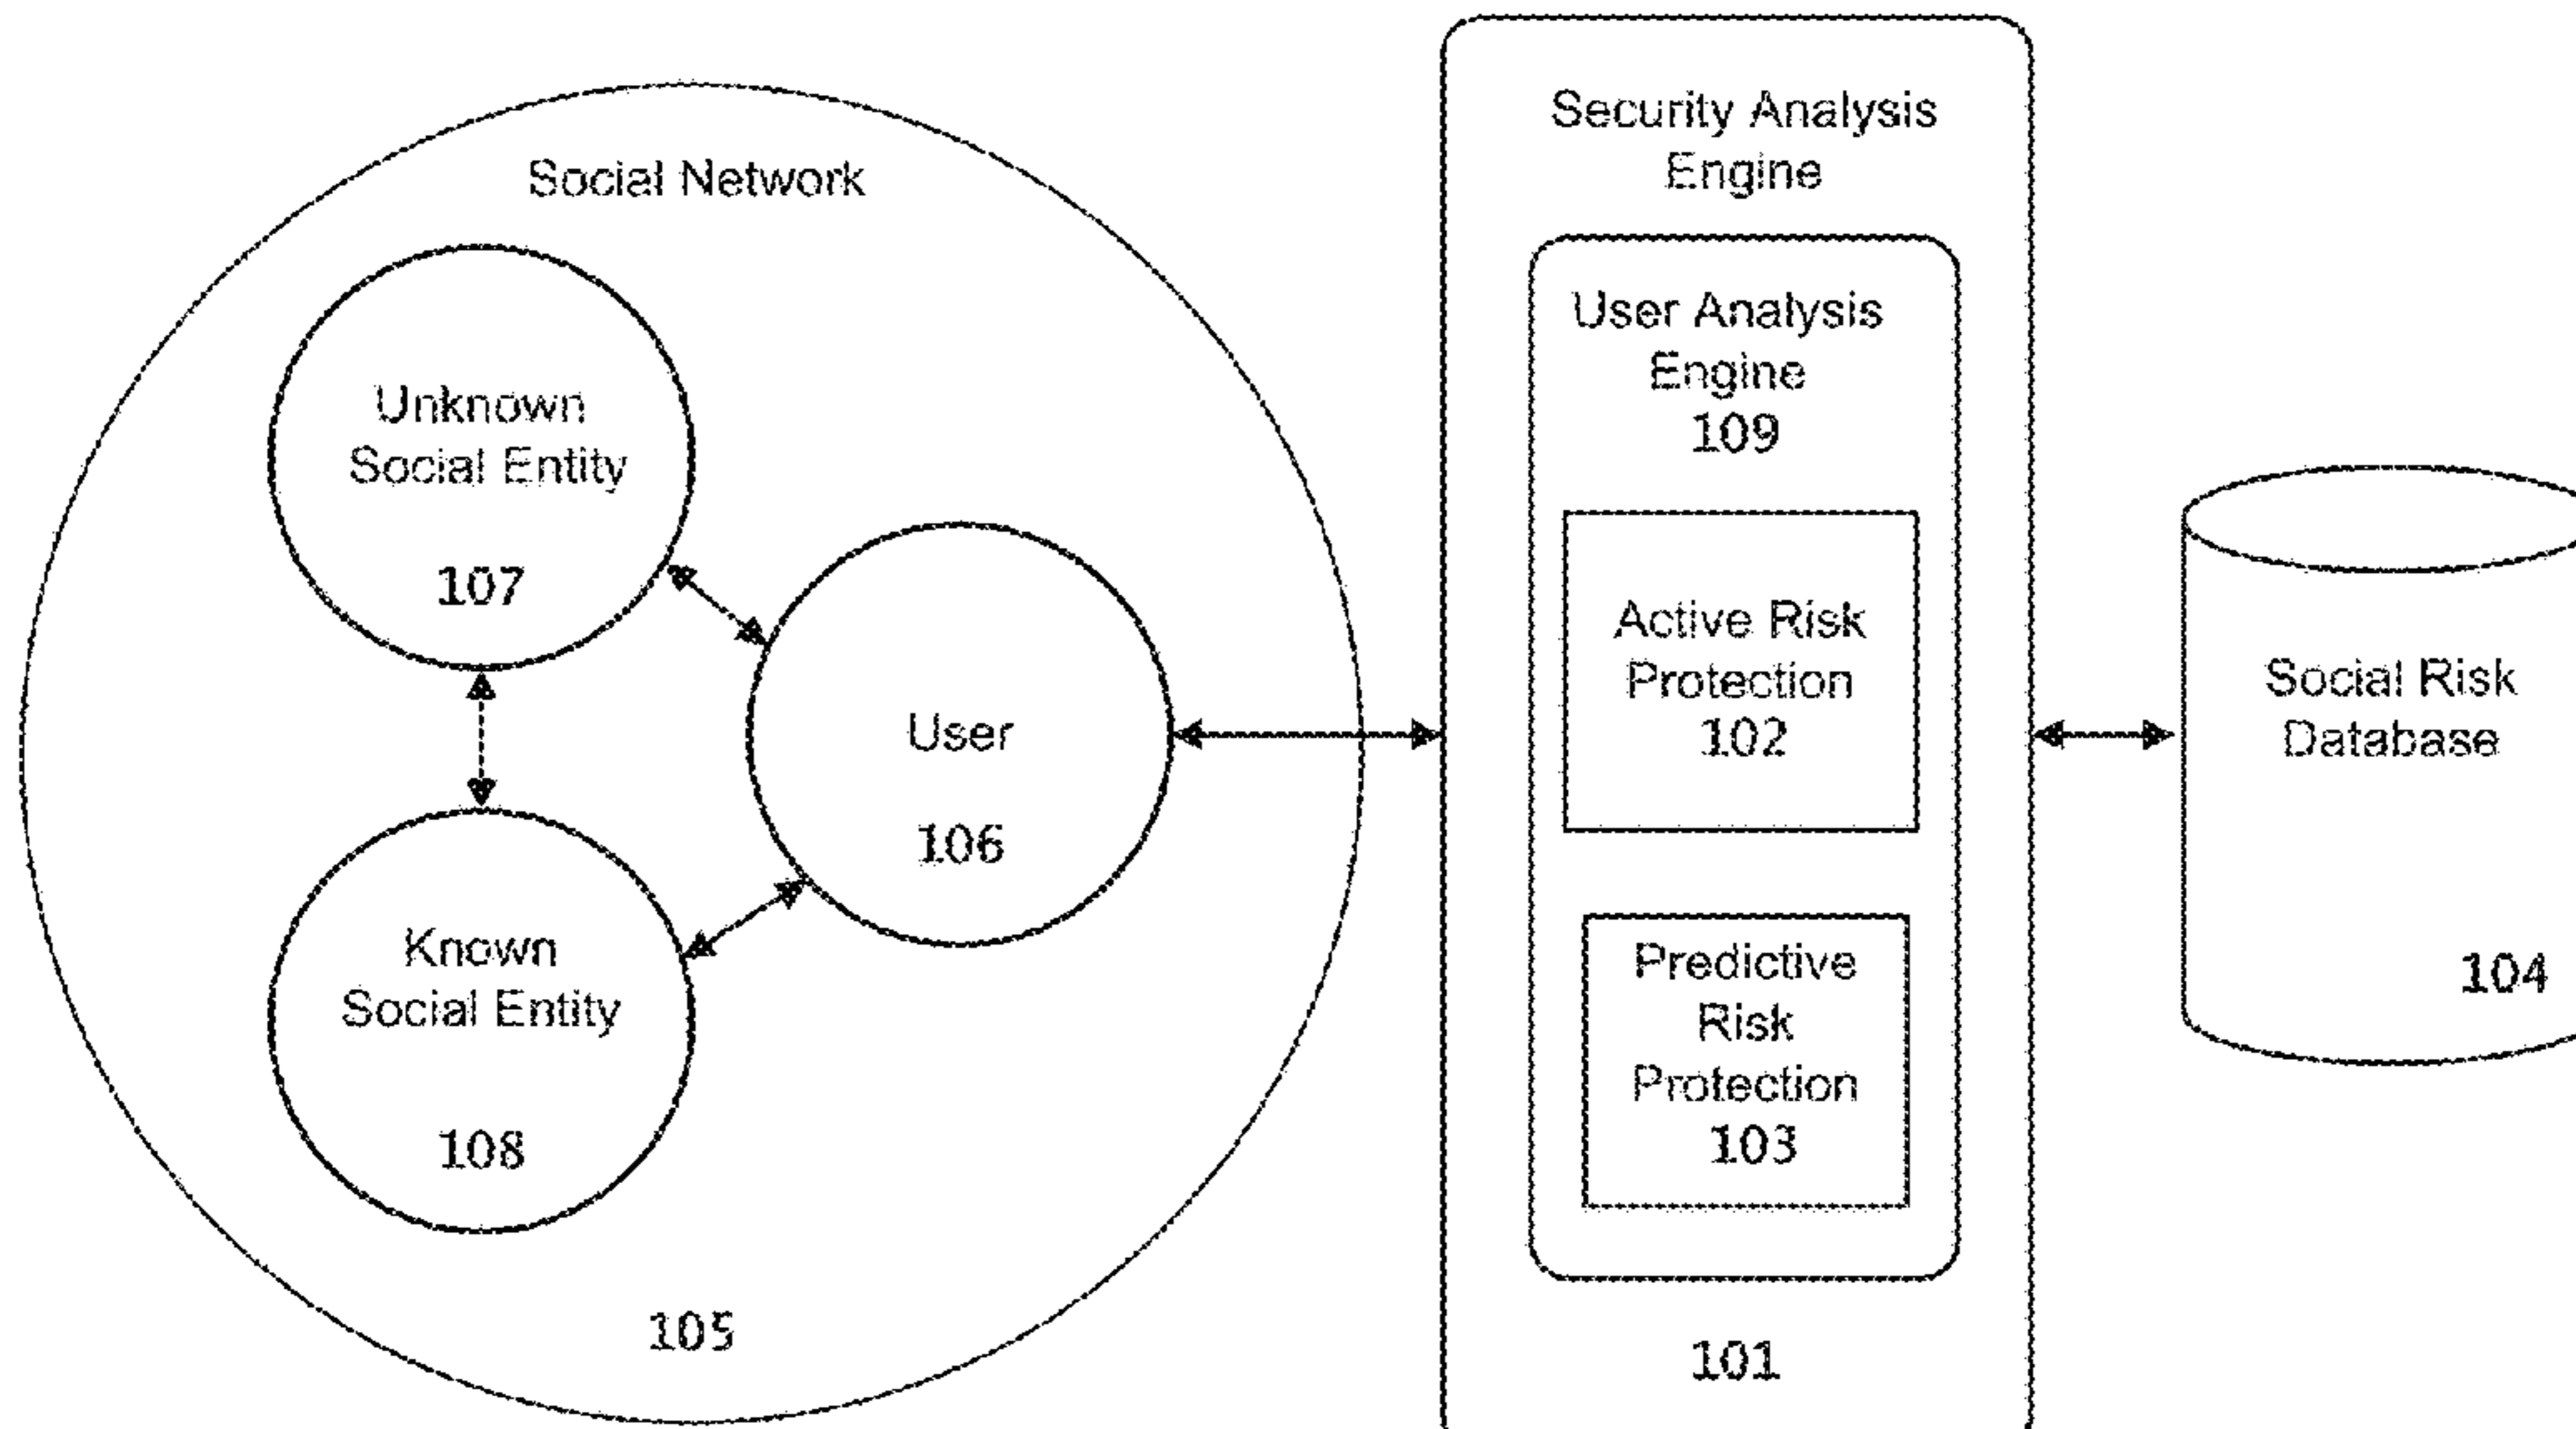 Social Network
Unknown
Social Entity
107
User
106
Known
Social Entity
108
105
Security Analysis
Engine
User Analysis
Engine
109
Active Risk
Protection
102
Predictive
Risk
Protection
103
101
Social Risk
Database
104